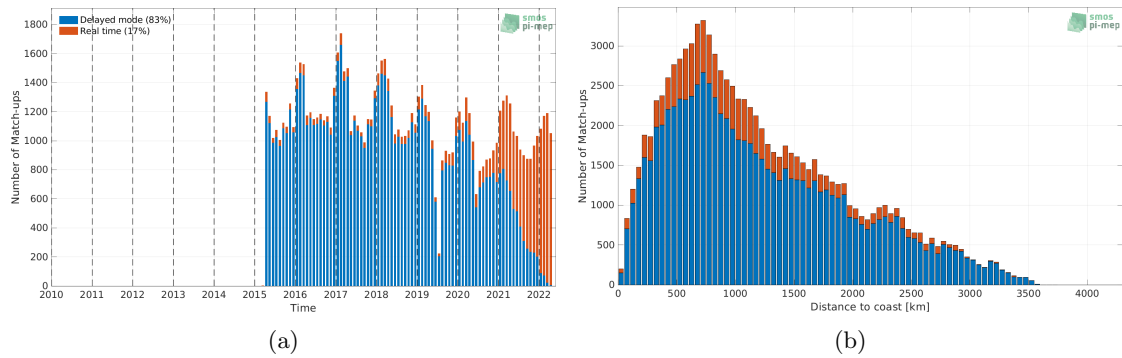 Delayed mode (83%)
Real time (17%)
smos
pi-mep
1800
1600
1400
1200
1000
800
600
400
200
0
Number of Match-ups
2010 2011 2012 2013 2014 2015 2016 2017 2018 2019 2020 2021 2022
Time
(a)
smos
pi-mep
3000
2500
2000
1500
1000
500
0
Number of Match-ups
0 500 1000 1500 2000 2500 3000 3500 4000
Distance to coast [km]
(b)